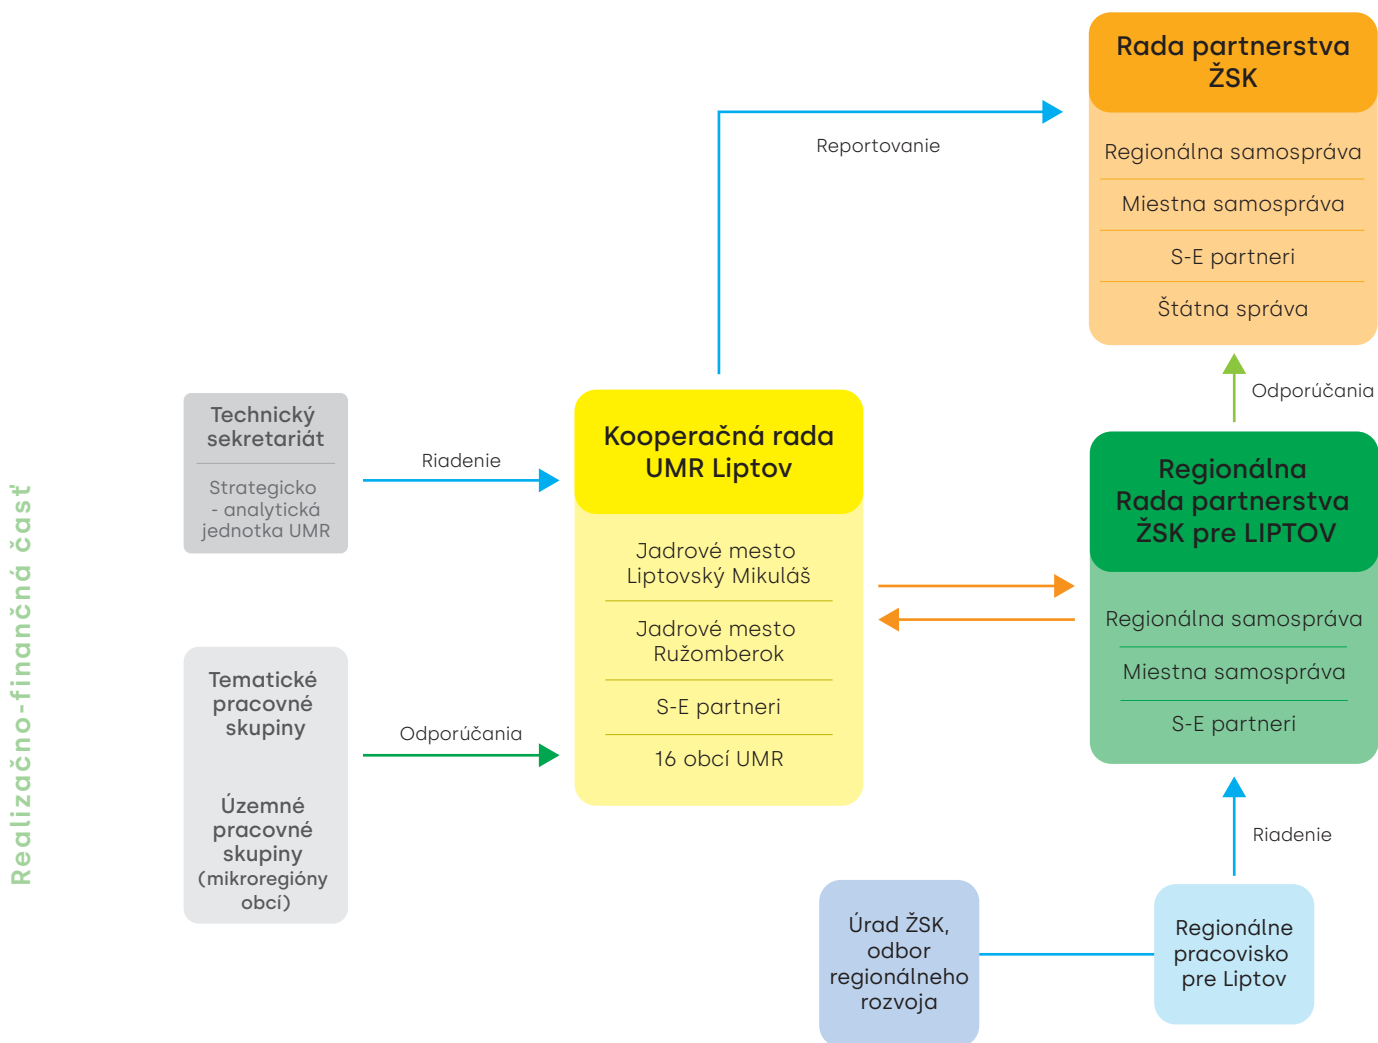 Realizačno-finančná časť
Technický
sekretariát
Strategicko
- analytická
jednotka UMR
Riadenie
Tematické
pracovné
skupiny
Územné
pracovné
skupiny
(mikroregióny
obcí)
Odporúčania
Kooperačná rada
UMR Liptov
Jadrové mesto
Liptovský Mikuláš
Jadrové mesto
Ružomberok
S-E partneri
16 obcí UMR
Reportovanie
Rada partnerstva
ŽSK
Regionálna samospráva
Miestna samospráva
S-E partneri
Štátna správa
Odporúčania
Regionálna
Rada partnerstva
ŽSK pre LIPTOV
Regionálna samospráva
Miestna samospráva
S-E partneri
Riadenie
Úrad ŽSK,
odbor
regionálneho
rozvoja
Regionálne
pracovisko
pre Liptov